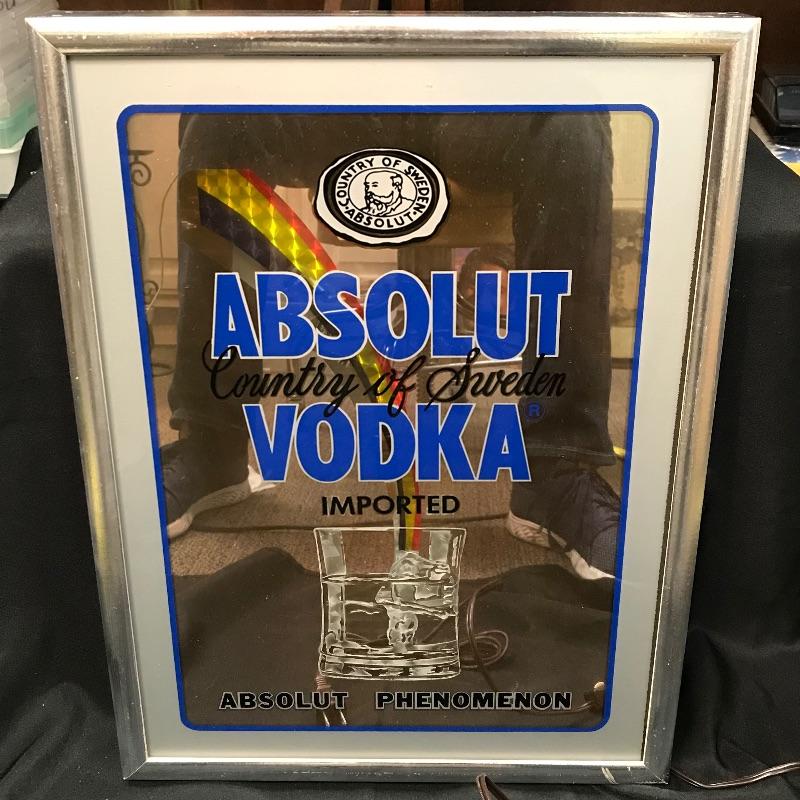 COUNTRY OF SWEDEN
ABSOLUT
ABSOLUT
Country of Sweden
VODKA®
IMPORTED
ABSOLUT PHENOMENON